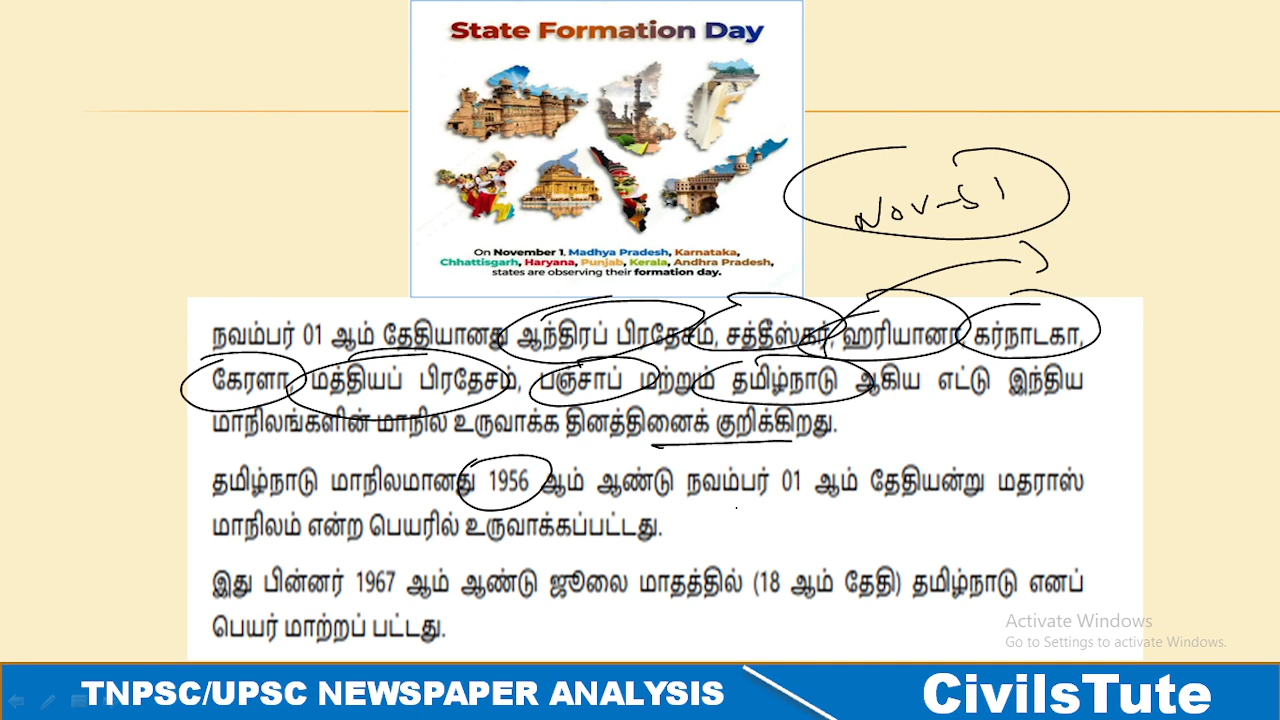 State Formation Day
On November 1, Madhya Pradesh, Karnataka,
Chhattisgarh, Haryana, Punjab, Kerala, Andhra Pradesh,
states are observing their formation day.
நவம்பர் 01 ஆம் தேதியானது ஆந்திரப் பிரதேசம், சத்தீஸ்கர், ஹரியானா கர்நாடகா,
கேரளா, மத்தியப் பிரதேசம், பஞ்சாப் மற்றும் தமிழ்நாடு ஆகிய எட்டு இந்திய
மாநிலங்களின் மாநில உருவாக்க தினத்தினைக் குறிக்கிறது.
தமிழ்நாடு மாநிலமானது 1956 ஆம் ஆண்டு நவம்பர் 01 ஆம் தேதியன்று மதராஸ்
மாநிலம் என்ற பெயரில் உருவாக்கப்பட்டது.
இது பின்னர் 1967 ஆம் ஆண்டு ஜூலை மாதத்தில் (18 ஆம் தேதி) தமிழ்நாடு எனப்
பெயர் மாற்றப் பட்டது.
Activate Windows
Go to Settings to activate Windows.
TNPSC/UPSC NEWSPAPER ANALYSIS
CivilsTute